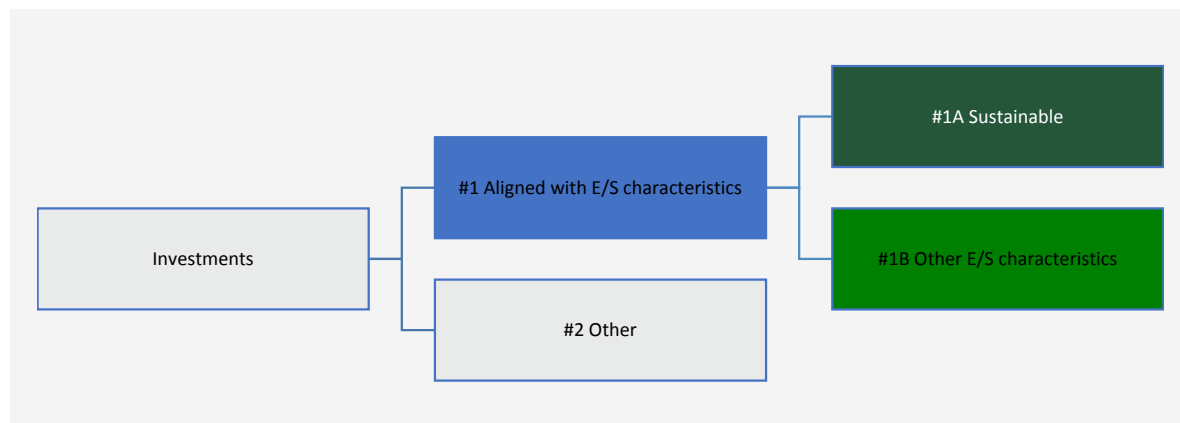 #1A Sustainable
#1 Aligned with E/S characteristics
Investments
#1B Other E/S characteristics
#2 Other